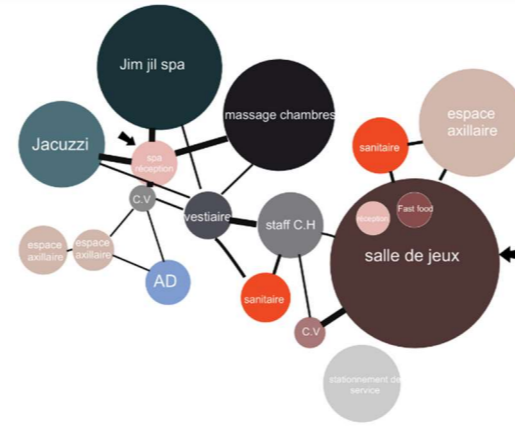 Jim jil spa
massage chambres
espace
axillaire
Jacuzzi
sanitaire
spa
réception
C.V
Fast food
réception
vestiaire
staff C.H
espace
axillaire
espace
axillaire
salle de jeux
AD
sanitaire
C.V
stationnement de
service